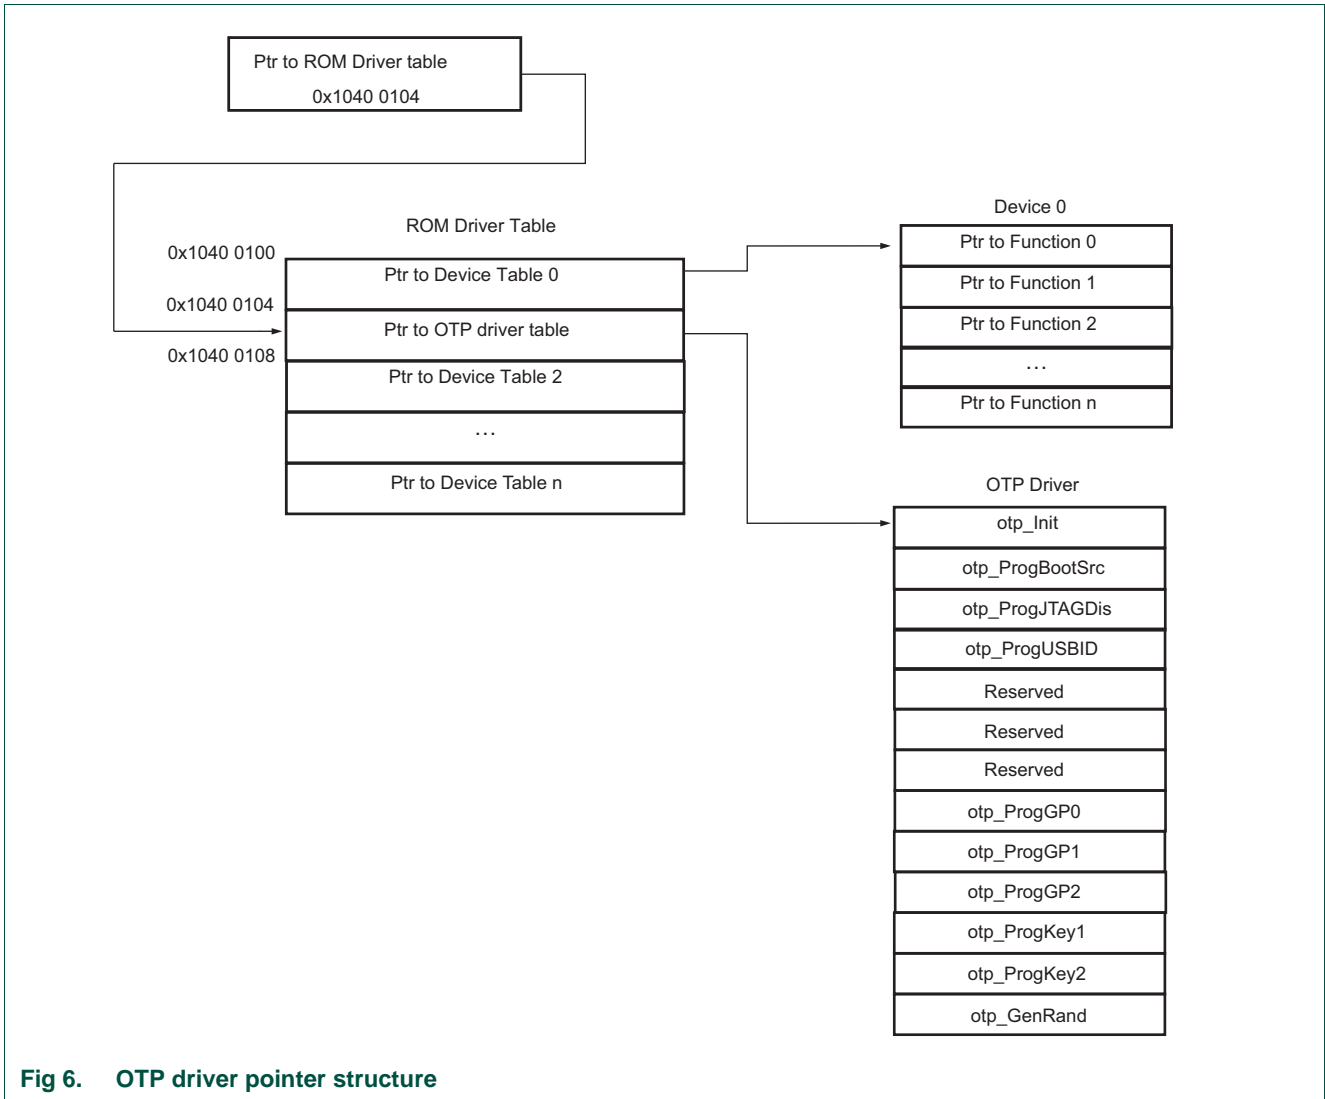 Ptr to ROM Driver table
0x1040 0104
ROM Driver Table
0x1040 0100
Ptr to Device Table 0
0x1040 0104
Ptr to OTP driver table
0x1040 0108
Ptr to Device Table 2
...
Ptr to Device Table n
Device 0
Ptr to Function 0
Ptr to Function 1
Ptr to Function 2
...
Ptr to Function n
OTP Driver
otp_Init
otp_ProgBootSrc
otp_ProgJTAGDis
otp_ProgUSBID
Reserved
Reserved
Reserved
otp_ProgGP0
otp_ProgGP1
otp_ProgGP2
otp_ProgKey1
otp_ProgKey2
otp_GenRand
Fig 6. OTP driver pointer structure